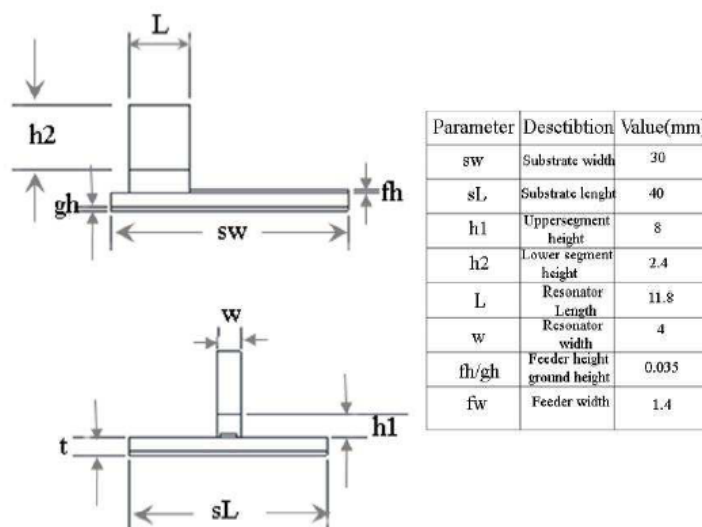 L
h2
fh
gh
sw
w
h1
t
sL
Parameter Desctibtion Value(mm)
sw Substrate width 30
sL Substrate lenght 40
h1 Uppersegment height 8
h2 Lower segment height 2.4
L Resonator Length 11.8
w Resonator width 4
fh/gh Feeder height ground height 0.035
fw Feeder width 1.4